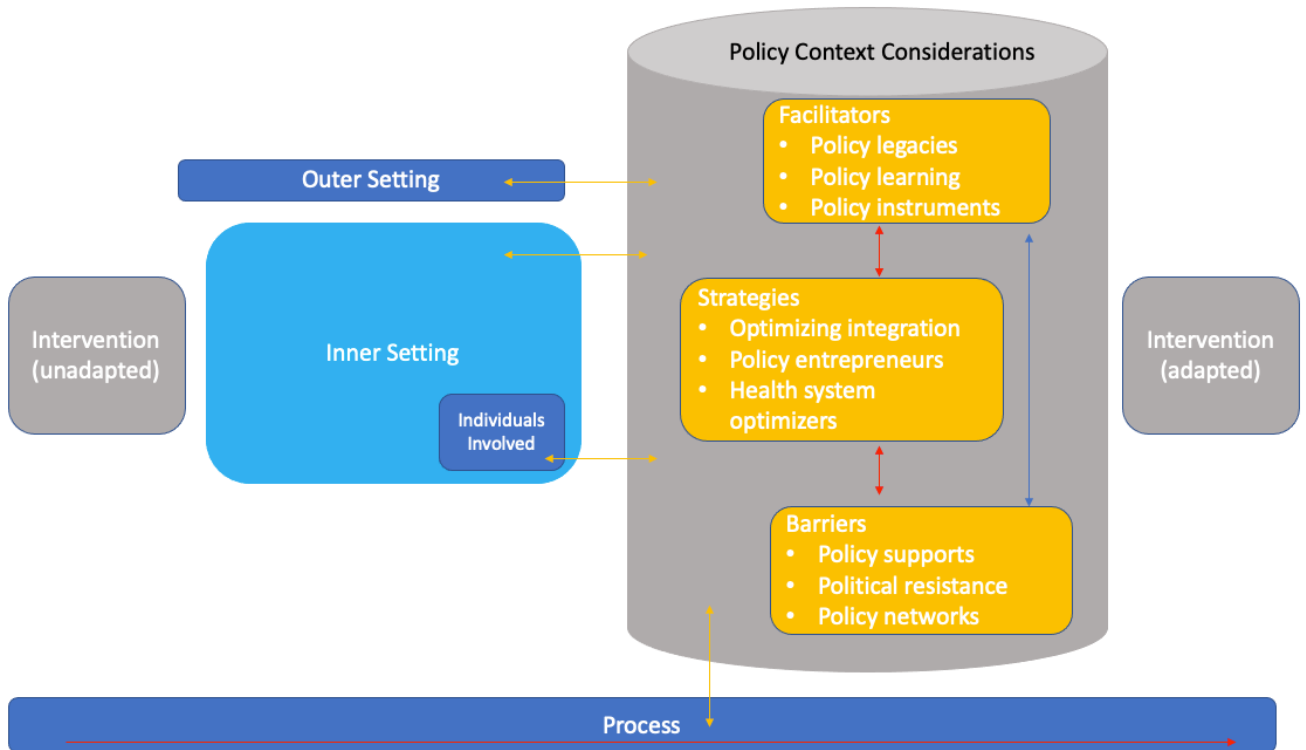 Policy Context Considerations
Facilitators
• Policy legacies
• Policy learning
• Policy instruments
Outer Setting
Intervention
(unadapted)
Inner Setting
Individuals
Involved
Strategies
• Optimizing integration
• Policy entrepreneurs
• Health system
optimizers
Intervention
(adapted)
Barriers
• Policy supports
• Political resistance
• Policy networks
Process